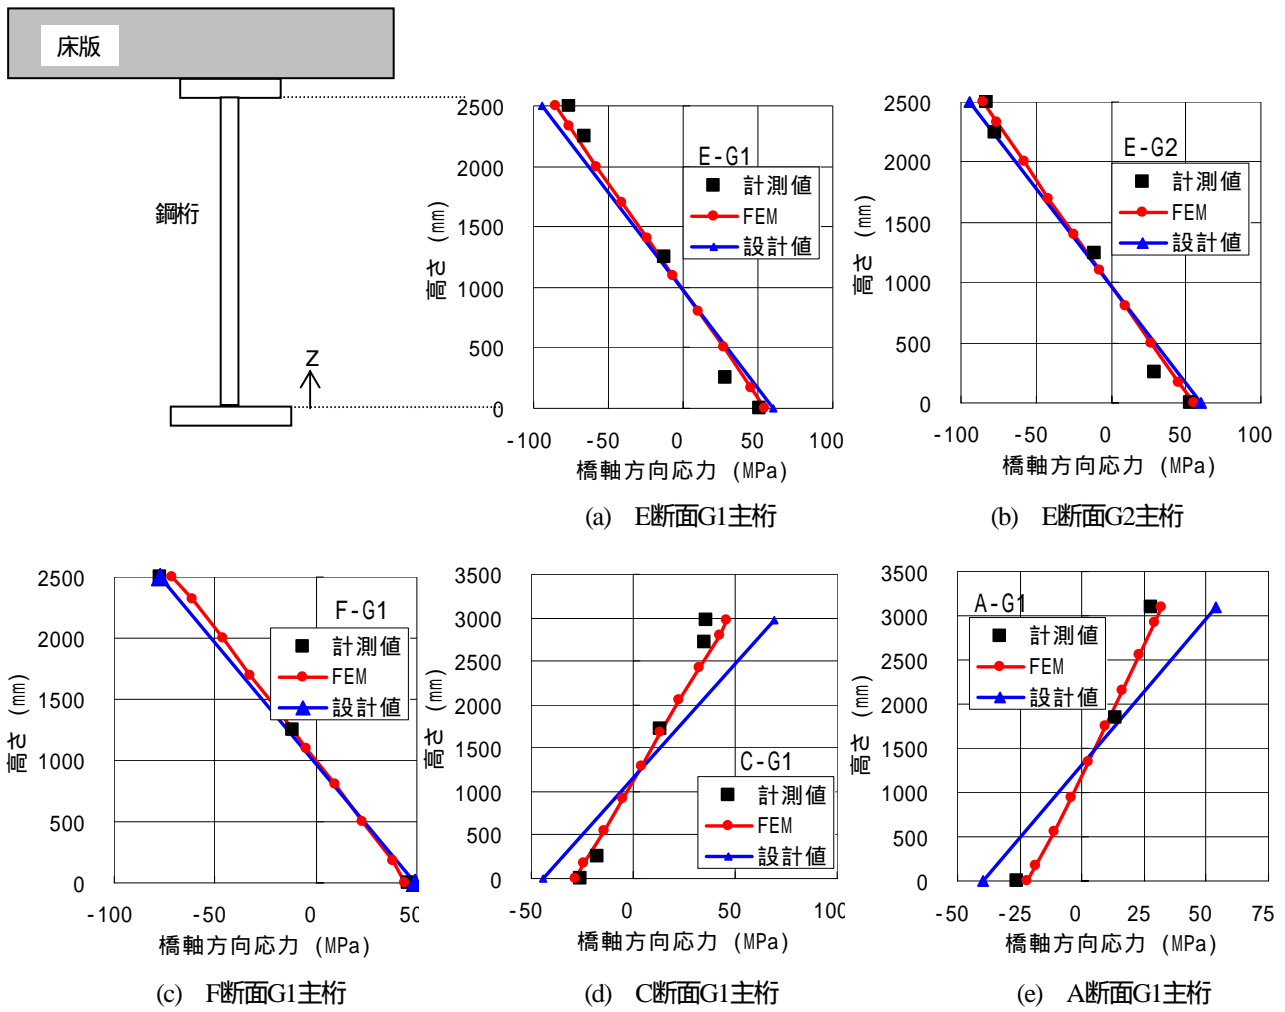 床版
鋼桁
Z
2500
2000
1500
1000
500
0
高さ (㎜)
E-G1
計測値
FEM
設計値
-100 -50 0 50 100
橋軸方向応力 (MPa)
(a) E断面G1主桁
2500
2000
1500
1000
500
0
高さ (㎜)
E-G2
計測値
FEM
設計値
-100 -50 0 50 100
橋軸方向応力 (MPa)
(b) E断面G2主桁
2500
2000
1500
1000
500
0
高さ (㎜)
F-G1
計測値
FEM
設計値
-100 -50 0 50
橋軸方向応力 (MPa)
(c) F断面G1主桁
3500
3000
2500
2000
1500
1000
500
0
高さ (㎜)
C-G1
計測値
FEM
設計値
-50 0 50 100
橋軸方向応力 (MPa)
(d) C断面G1主桁
3500
3000
2500
2000
1500
1000
500
0
高さ (㎜)
A-G1
計測値
FEM
設計値
-50 -25 0 25 50 75
橋軸方向応力 (MPa)
(e) A断面G1主桁